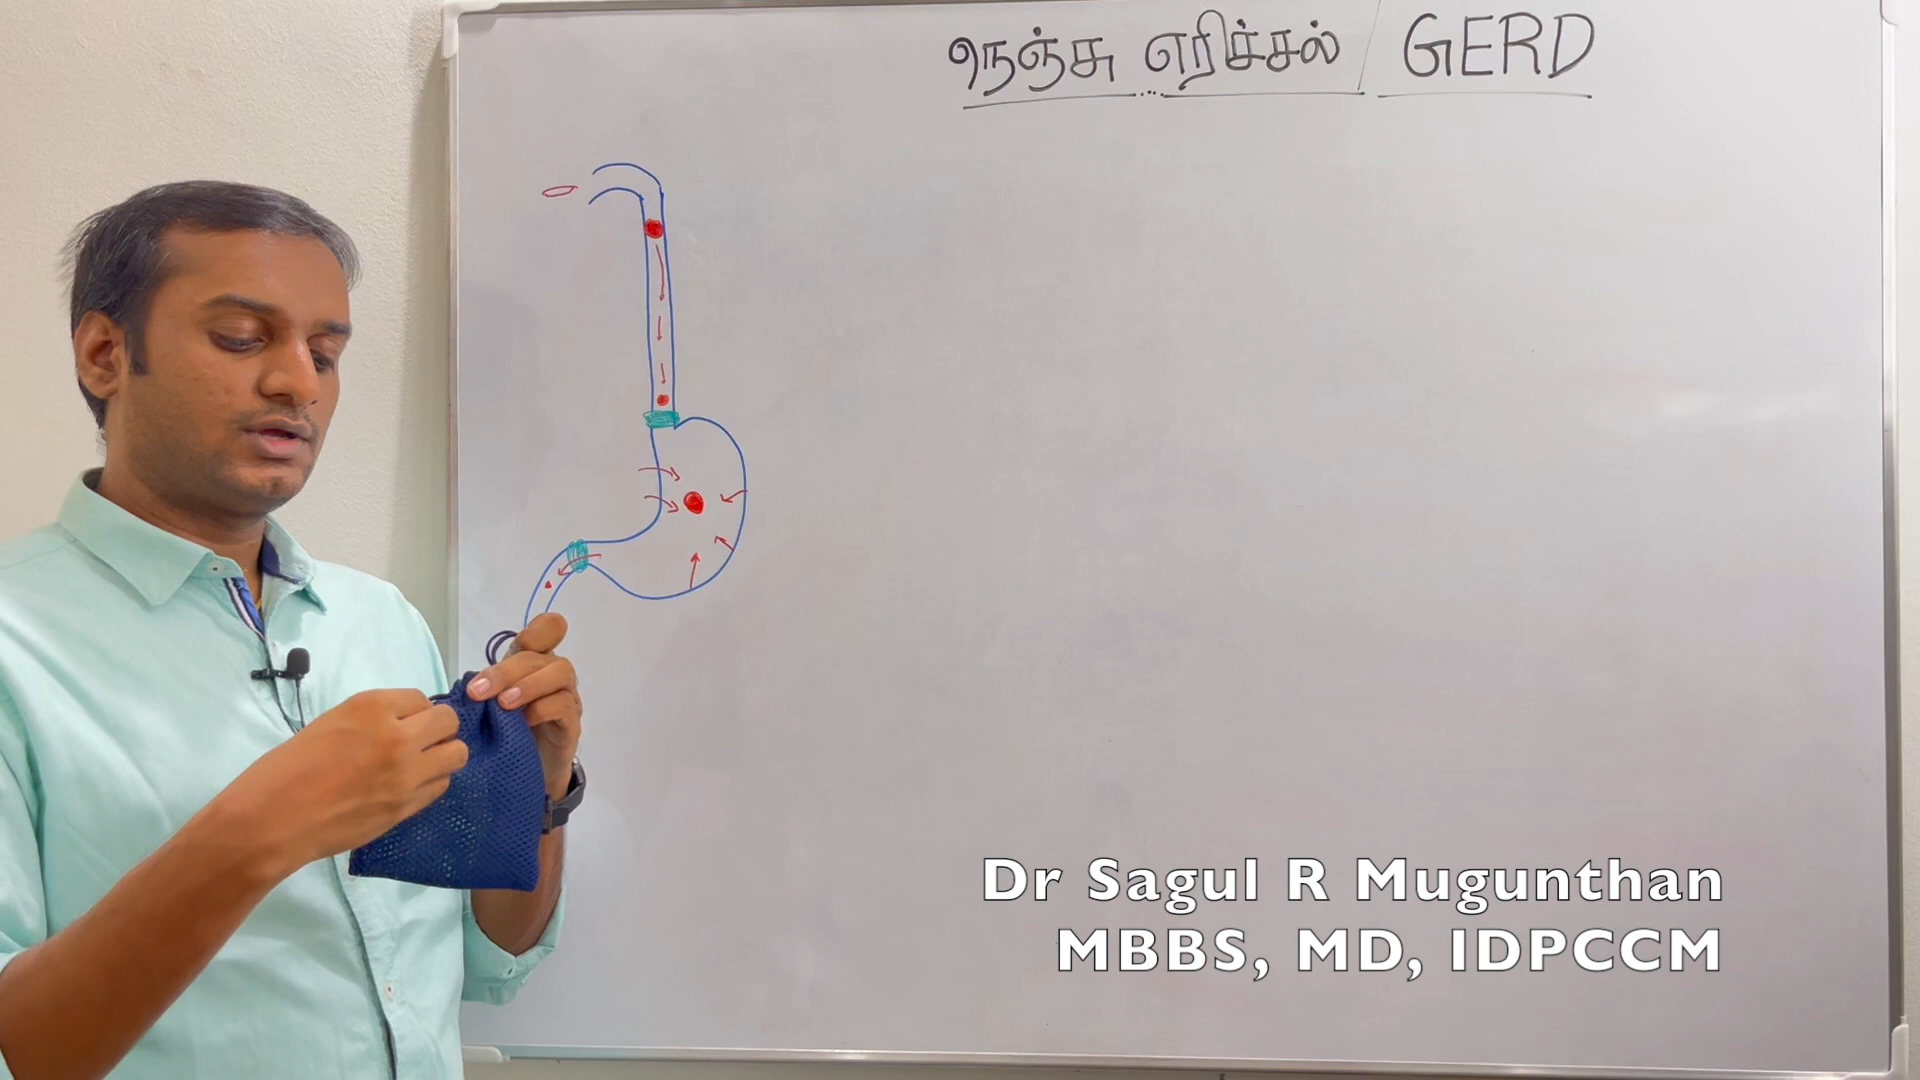 நெஞ்சு எரிச்சல் / GERD
Dr Sagul R Mugunthan
MBBS, MD, IDPCCM